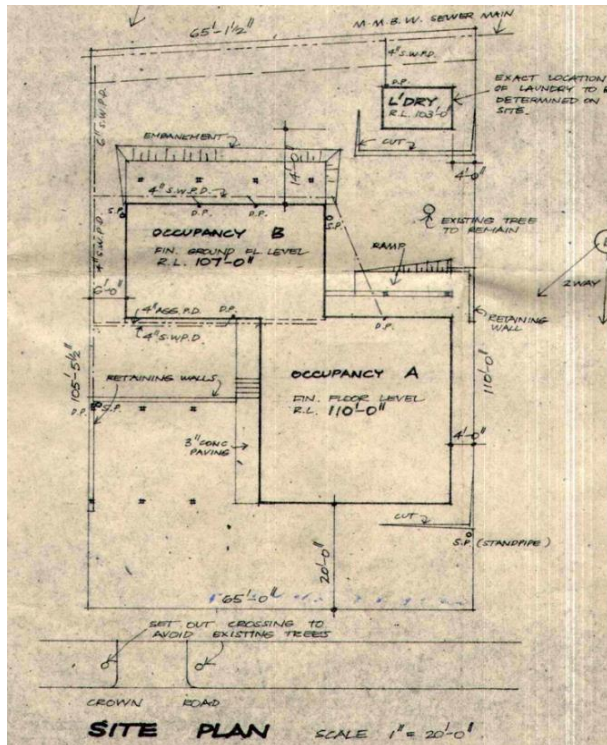 65'-1½"
M.M.B.W. SEWER MAIN
4" S.W.P.D.
D.P.
L'DRY
R.L. 103'-0"
EXACT LOCATION
OF LAUNDRY TO
DETERMINED ON
SITE.
CUT
6" S.W.P.D.
EMBANKMENT
14'-0"
4'-0"
4" S.W.P.D.
S.P.
D.P.
D.P.
S.P.
EXISTING TREE
TO REMAIN
OCCUPANCY B
FIN. GROUND FL. LEVEL
R.L. 107'-0"
4" S.W.P.D.
6'-0"
RAMP
2 WAY
4" AGG. P.D.
D.P.
4" S.W.P.D.
D.P.
RETAINING
WALL
105'-5½"
RETAINING WALLS
OCCUPANCY A
FIN. FLOOR LEVEL
R.L. 110'-0"
110'-0"
D.P.
S.P.
3" CONC
PAVING
4'-0"
CUT
S.P. (STANDPIPE)
20'-0"
65'-0"
SET OUT CROSSING TO
AVOID EXISTING TREES
CROWN ROAD
SITE PLAN SCALE 1" = 20'-0"